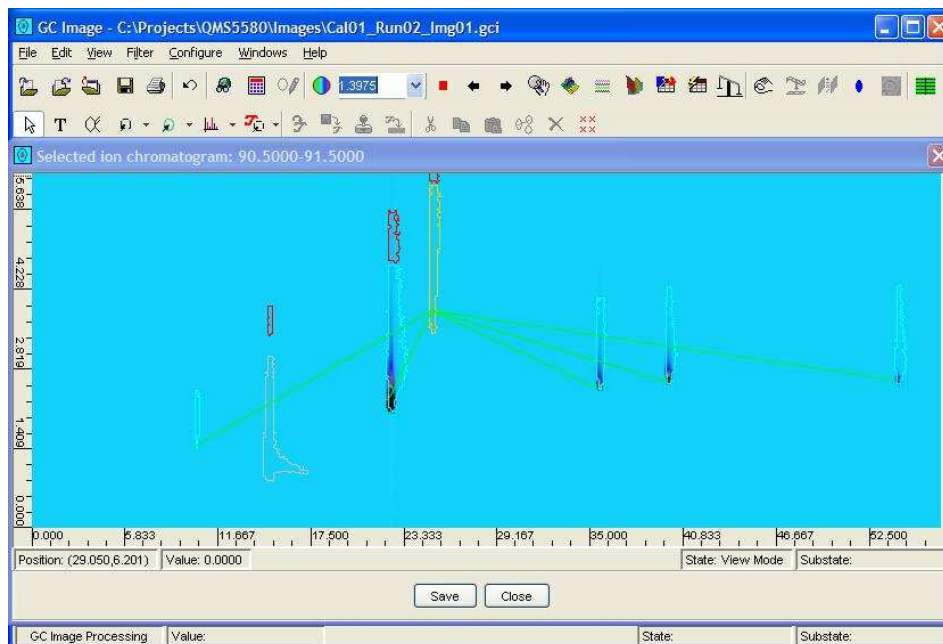 GC Image - C:\Projects\QMS5580\Images\Cal01_Run02_Img01.gci
File Edit View Filter Configure Windows Help
1.3975
T
Selected ion chromatogram: 90.5000-91.5000
5.638
4.228
2.819
1.409
0.000
0.000 5.833 11.667 17.500 23.333 29.167 35.000 40.833 46.667 52.500
Position: (29.050,6.201) Value: 0.0000 State: View Mode Substate:
Save Close
GC Image Processing Value: State: Substate: